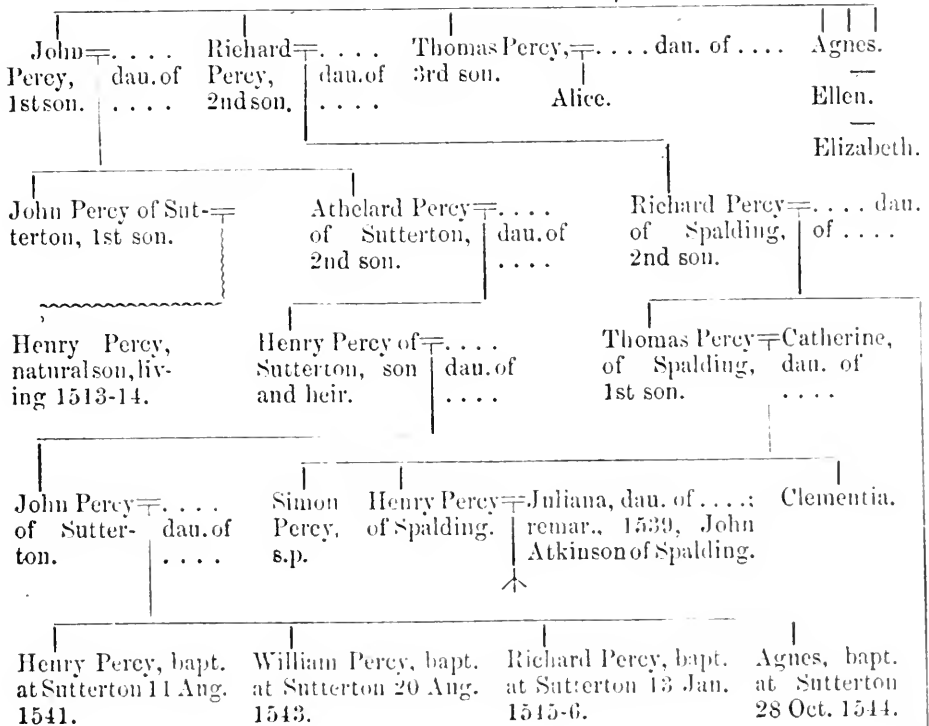 John=. . . .
Percy, dau. of
1st son. . . . .
Richard=. . . .
Percy, dau. of
2nd son. . . . .
Thomas Percy,=. . . . dau. of . . . .
3rd son.
Alice.
Agnes.
—
Ellen.
—
Elizabeth.
John Percy of Sut-=
terton, 1st son.
Athelard Percy=. . . .
of Sutterton, dau. of
2nd son. . . . .
Richard Percy=. . . . dau.
of Spalding, of . . . .
2nd son.
Henry Percy,
natural son, liv-
ing 1513-14.
Henry Percy of=. . . .
Sutterton, son dau. of
and heir. . . . .
Thomas Percy=Catherine,
of Spalding, dau. of
1st son. . . . .
John Percy=. . . .
of Sutter- dau. of
ton. . . . .
Simon
Percy,
s.p.
Henry Percy=Juliana, dau. of . . . .;
of Spalding. remar., 1539, John
Atkinson of Spalding.
Clementia.
Henry Percy, bapt.
at Sutterton 11 Aug.
1541.
William Percy, bapt.
at Sutterton 20 Aug.
1543.
Richard Percy, bapt.
at Sutterton 13 Jan.
1545-6.
Agnes, bapt.
at Sutterton
28 Oct. 1544.